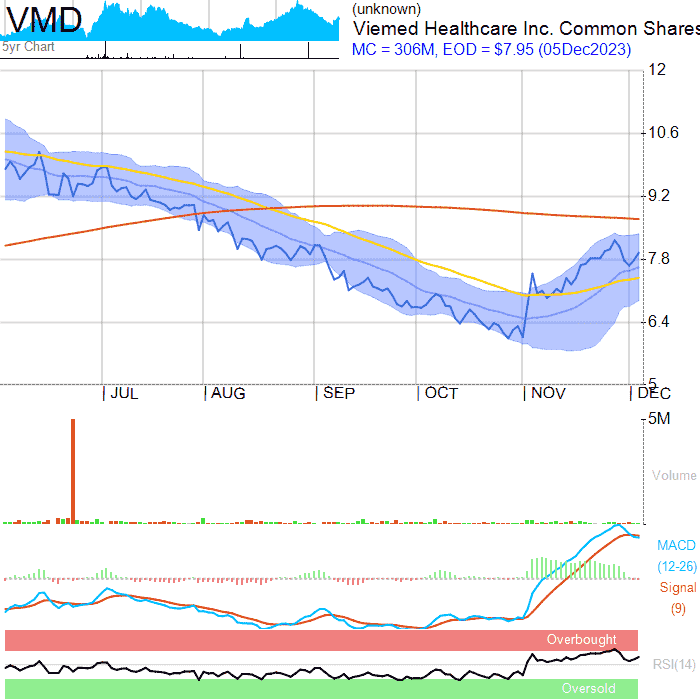 VMD
5yr Chart
(unknown)
Viemed Healthcare Inc. Common Shares
MC = 306M, EOD = $7.95 (05Dec2023)
12
10.6
9.2
7.8
6.4
5
JUL AUG SEP OCT NOV DEC
5M
Volume
MACD
(12-26)
Signal
(9)
Overbought
RSI(14)
Oversold